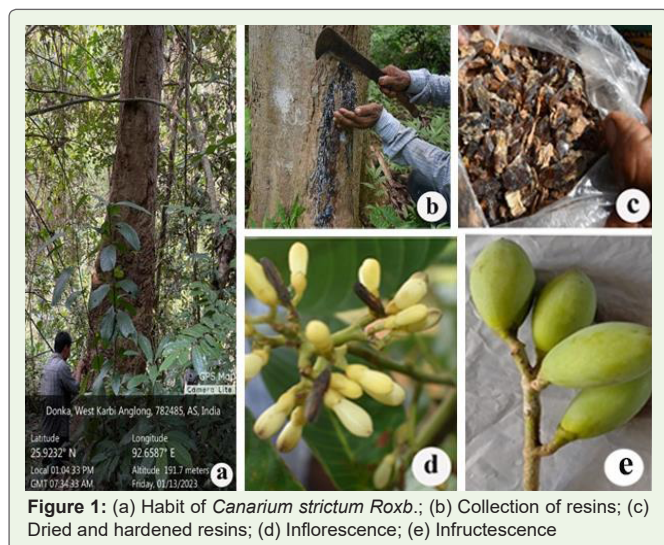 GPS Map
Camera Lite
Donka, West Karbi Anglong, 782485, AS, India
Latitude
25.9232° N
Longitude
92.6587° E
Local 01:04:33 PM
GMT 07:34:33 AM
Altitude 191.7 meters
Friday, 01/13/2023
a
b
c
d
e
Figure 1: (a) Habit of Canarium strictum Roxb.; (b) Collection of resins; (c)
Dried and hardened resins; (d) Inflorescence; (e) Infructescence